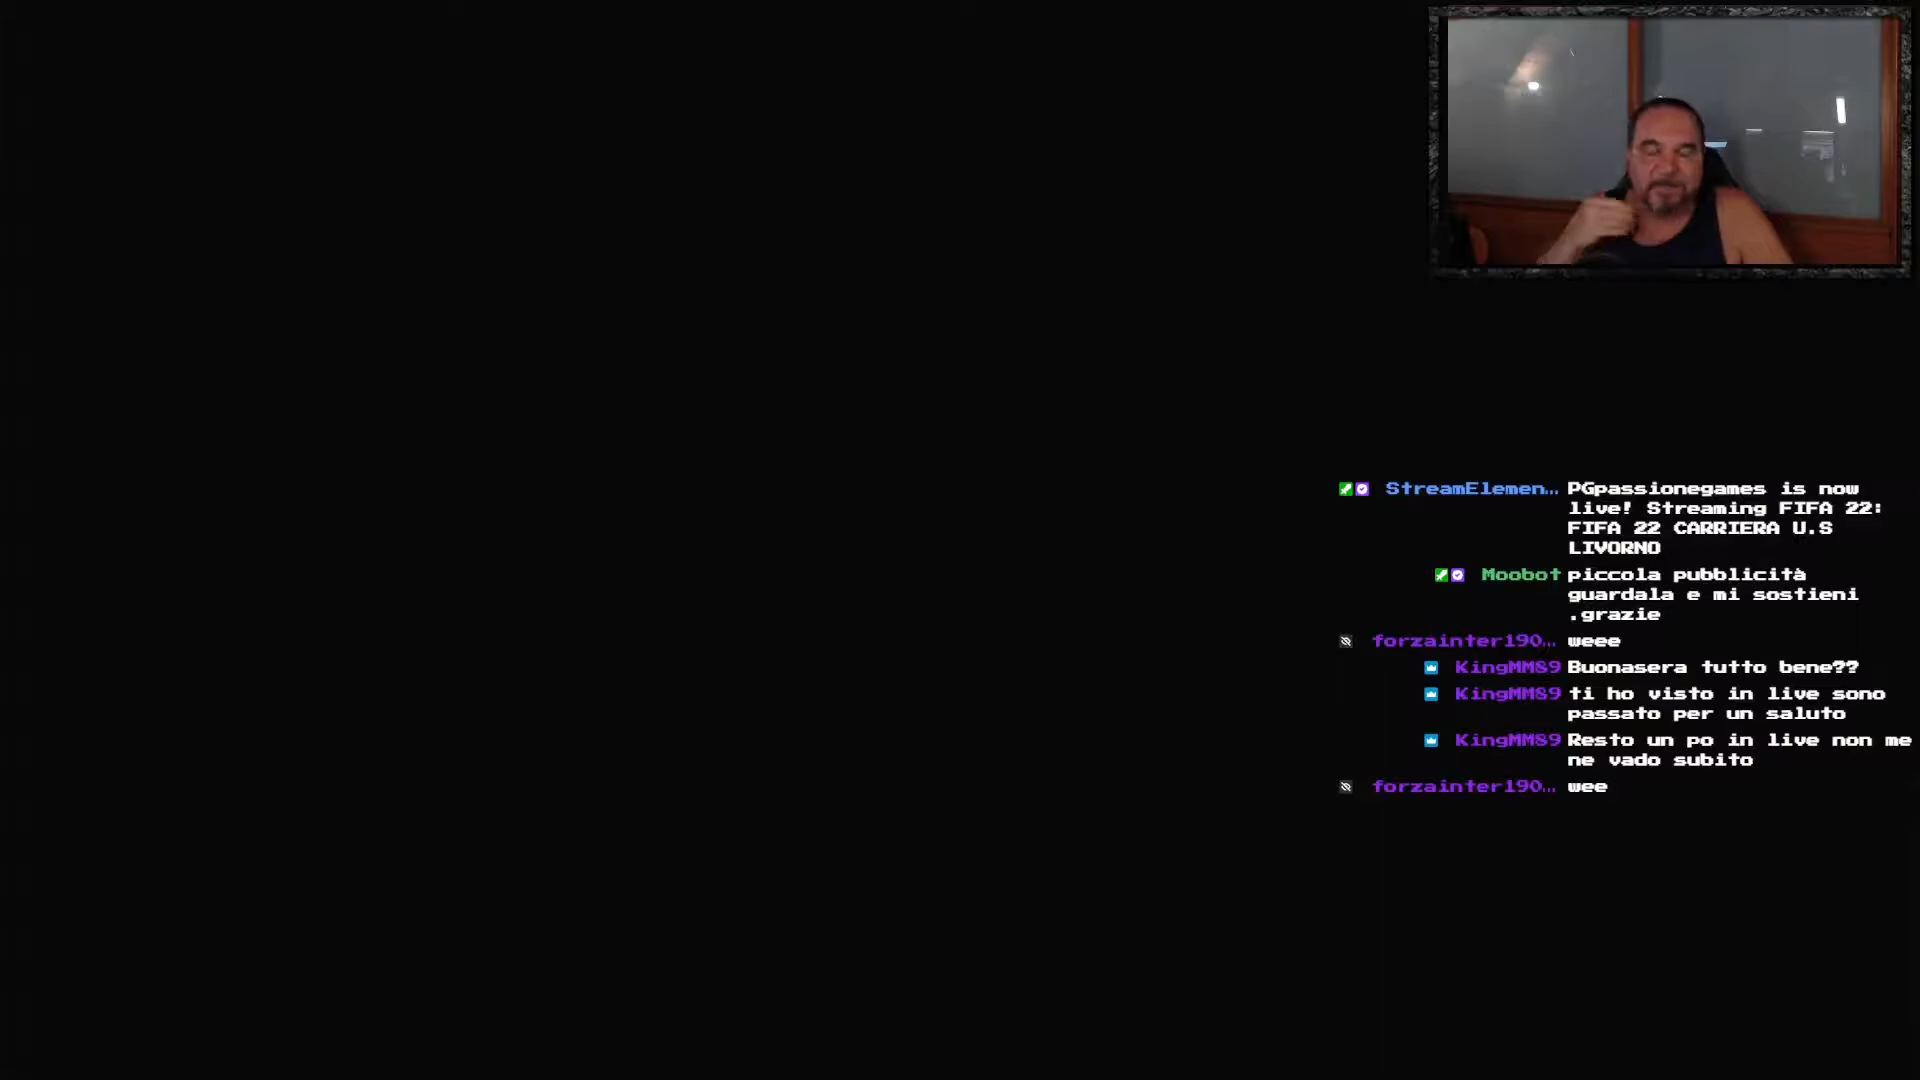 StreamElemen... PGpassionegames is now
live! Streaming FIFA 22:
FIFA 22 CARRIERA U.S
LIVORNO
Moobot piccola pubblicità
guardala e mi sostieni
.grazie
forzainter190... weee
KingMM89 Buonasera tutto bene??
KingMM89 ti ho visto in live sono
passato per un saluto
KingMM89 Resto un po in live non me
ne vado subito
forzainter190... wee